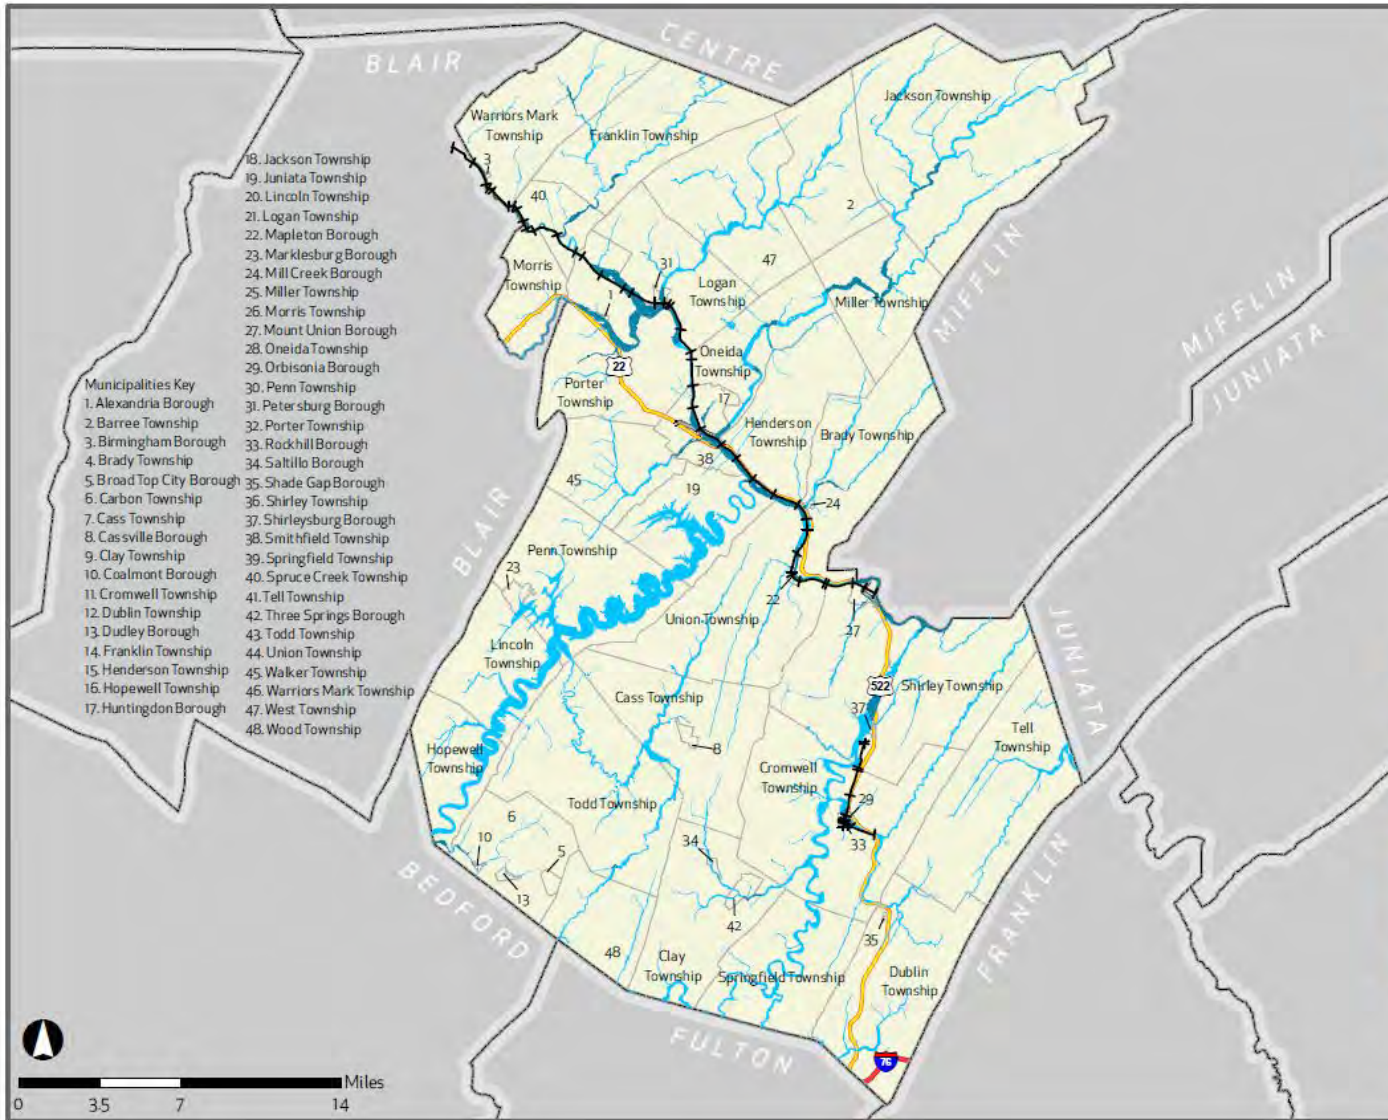 BLAIR
CENTRE
Jackson Township
Warriors Mark
Township
Franklin Township
3
40
2
47
31
Morris
Township
Logan
Township
1
Miller Township
MIFFLIN
MIFFLIN
JUNIATA
22
Oneida
Township
Porter
Township
17
Henderson
Township
Brady Township
38
45
19
24
BLAIR
Penn Township
23
22
27
Union Township
JUNIATA
Lincoln
Township
Cass Township
522
Shirley Township
37
Tell
Township
8
Hopewell
Township
Cromwell
Township
Todd Township
29
6
10
5
34
33
13
BEDFORD
42
35
FRANKLIN
48
Clay
Township
Springfield Township
Dublin
Township
FULTON
76
Municipalities Key
1. Alexandria Borough
2. Barree Township
3. Birmingham Borough
4. Brady Township
5. Broad Top City Borough
6. Carbon Township
7. Cass Township
8. Cassville Borough
9. Clay Township
10. Coalmont Borough
11. Cromwell Township
12. Dublin Township
13. Dudley Borough
14. Franklin Township
15. Henderson Township
16. Hopewell Township
17. Huntingdon Borough
18. Jackson Township
19. Juniata Township
20. Lincoln Township
21. Logan Township
22. Mapleton Borough
23. Marklesburg Borough
24. Mill Creek Borough
25. Miller Township
26. Morris Township
27. Mount Union Borough
28. Oneida Township
29. Orbisonia Borough
30. Penn Township
31. Petersburg Borough
32. Porter Township
33. Rockhill Borough
34. Saltillo Borough
35. Shade Gap Borough
36. Shirley Township
37. Shirleysburg Borough
38. Smithfield Township
39. Springfield Township
40. Spruce Creek Township
41. Tell Township
42. Three Springs Borough
43. Todd Township
44. Union Township
45. Walker Township
46. Warriors Mark Township
47. West Township
48. Wood Township
Miles
0 3.5 7 14